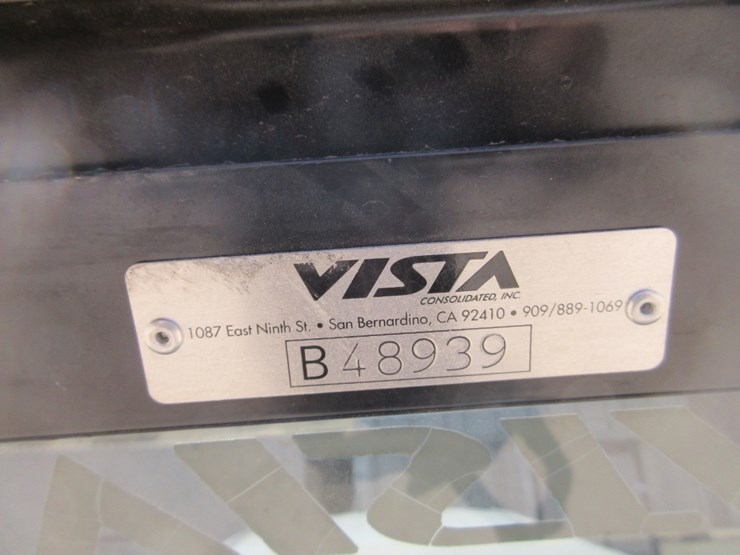 VISTA
CONSOLIDATED, INC.
1087 East Ninth St. • San Bernardino, CA 92410 • 909/889-1069
B48939